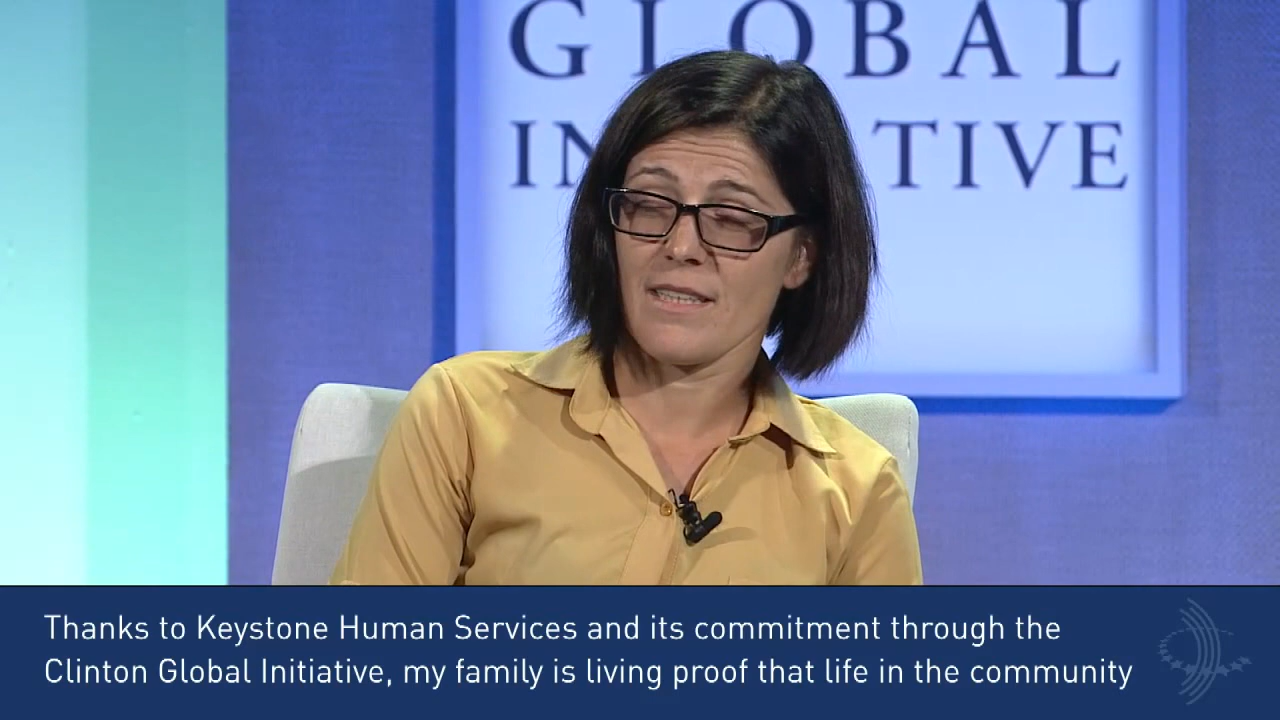 GLOBAL
IN TIVE
Thanks to Keystone Human Services and its commitment through the
Clinton Global Initiative, my family is living proof that life in the community